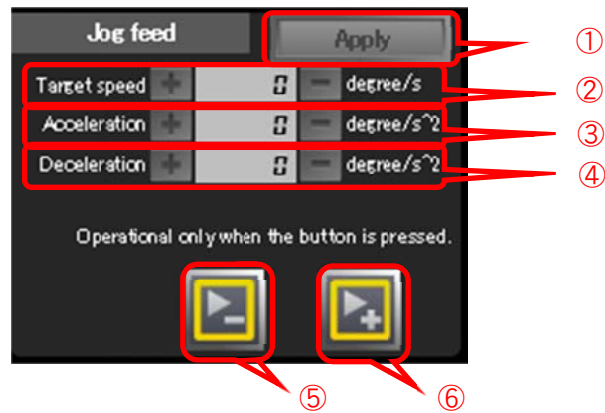 Jog feed Apply ①
Target speed + 0 - degree/s ②
Acceleration + 0 - degree/s^2 ③
Deceleration + 0 - degree/s^2 ④
Operational only when the button is pressed.
⑤ ⑥